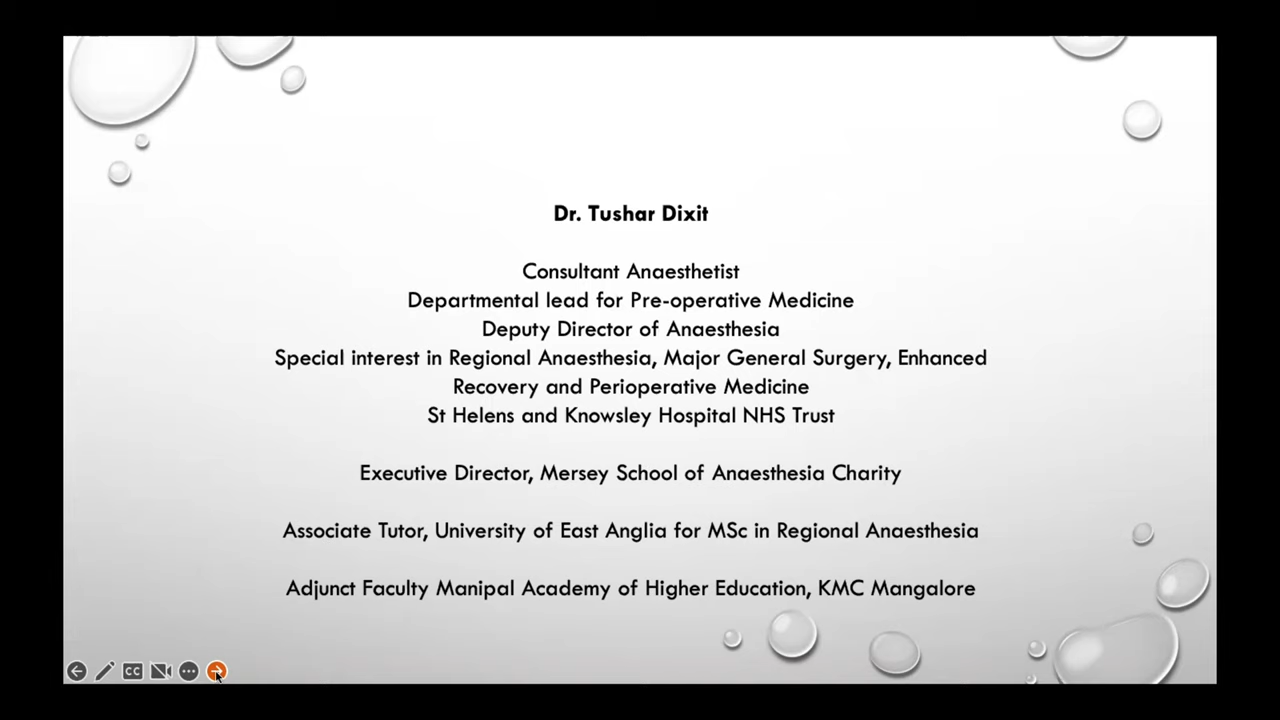 Dr. Tushar Dixit
Consultant Anaesthetist
Departmental lead for Pre-operative Medicine
Deputy Director of Anaesthesia
Special interest in Regional Anaesthesia, Major General Surgery, Enhanced
Recovery and Perioperative Medicine
St Helens and Knowsley Hospital NHS Trust
Executive Director, Mersey School of Anaesthesia Charity
Associate Tutor, University of East Anglia for MSc in Regional Anaesthesia
Adjunct Faculty Manipal Academy of Higher Education, KMC Mangalore
CC